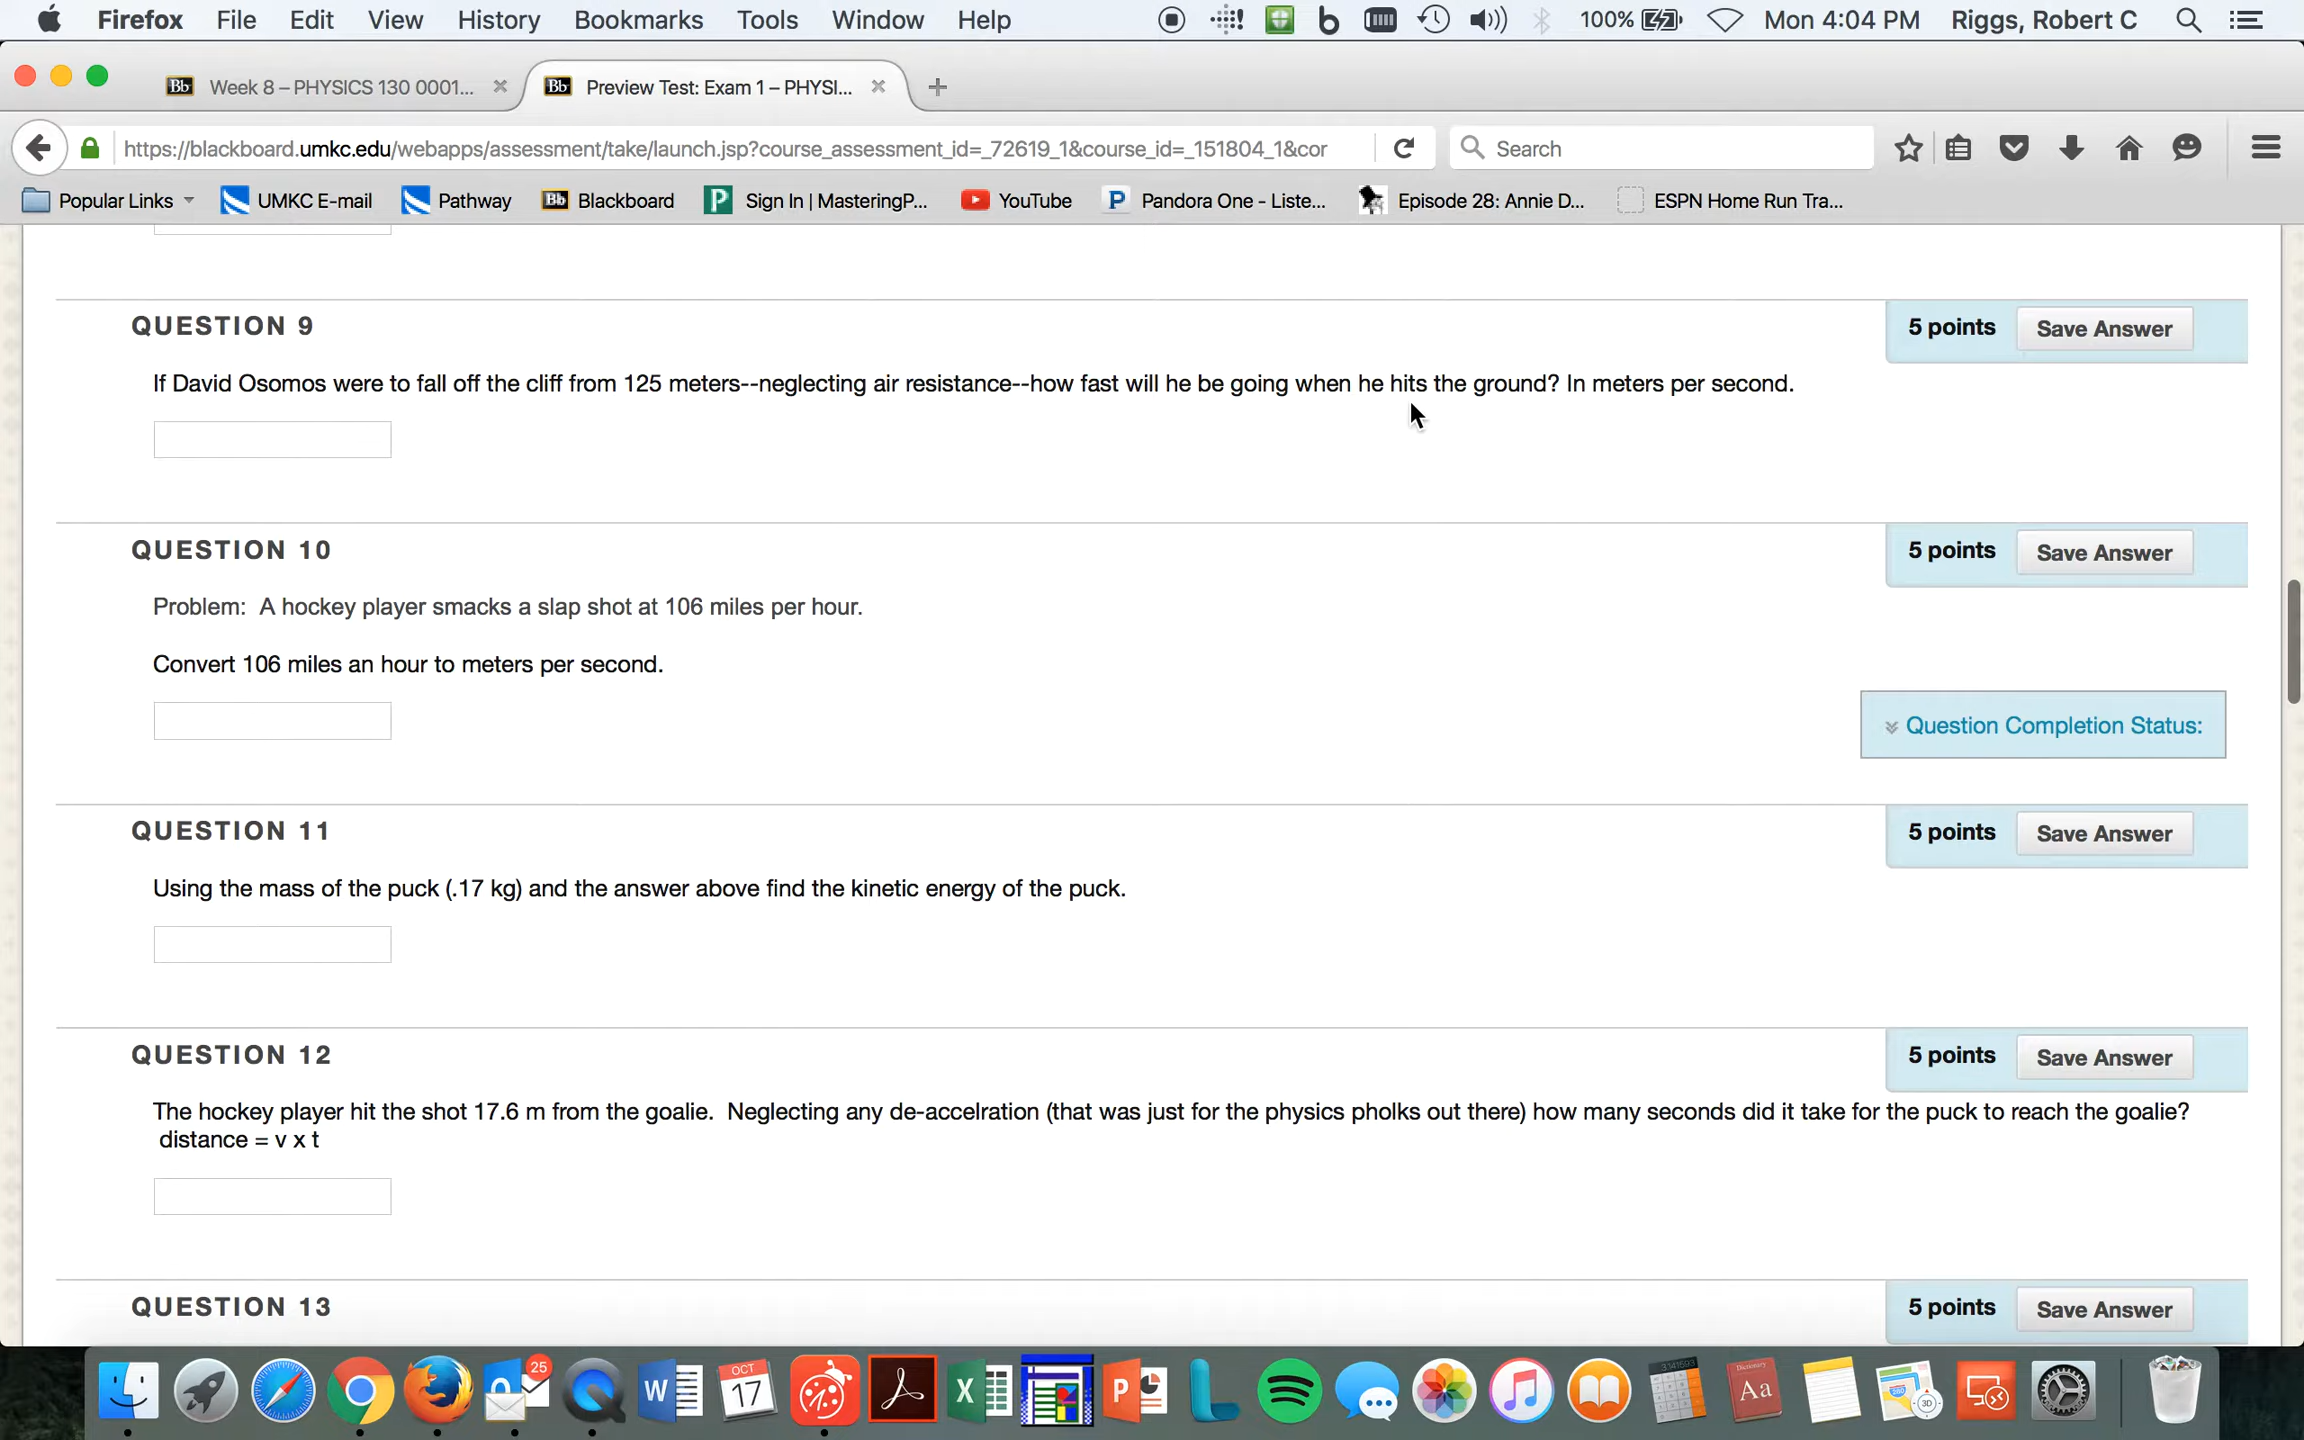 Firefox File Edit View History Bookmarks Tools Window Help 100% Mon 4:04 PM Riggs, Robert C
Bb Week 8 – PHYSICS 130 0001... Bb Preview Test: Exam 1 – PHYSI...
https://blackboard.umkc.edu/webapps/assessment/take/launch.jsp?course_assessment_id=_72619_1&course_id=_151804_1&cor Search
Popular Links UMKC E-mail Pathway Bb Blackboard P Sign In | MasteringP... YouTube P Pandora One - Liste... Episode 28: Annie D... ESPN Home Run Tra...
QUESTION 9 5 points Save Answer
If David Osomos were to fall off the cliff from 125 meters--neglecting air resistance--how fast will he be going when he hits the ground? In meters per second.
QUESTION 10 5 points Save Answer
Problem: A hockey player smacks a slap shot at 106 miles per hour.
Convert 106 miles an hour to meters per second.
Question Completion Status:
QUESTION 11 5 points Save Answer
Using the mass of the puck (.17 kg) and the answer above find the kinetic energy of the puck.
QUESTION 12 5 points Save Answer
The hockey player hit the shot 17.6 m from the goalie. Neglecting any de-accelration (that was just for the physics pholks out there) how many seconds did it take for the puck to reach the goalie?
distance = v x t
QUESTION 13 5 points Save Answer
25
OCT
17
Aa